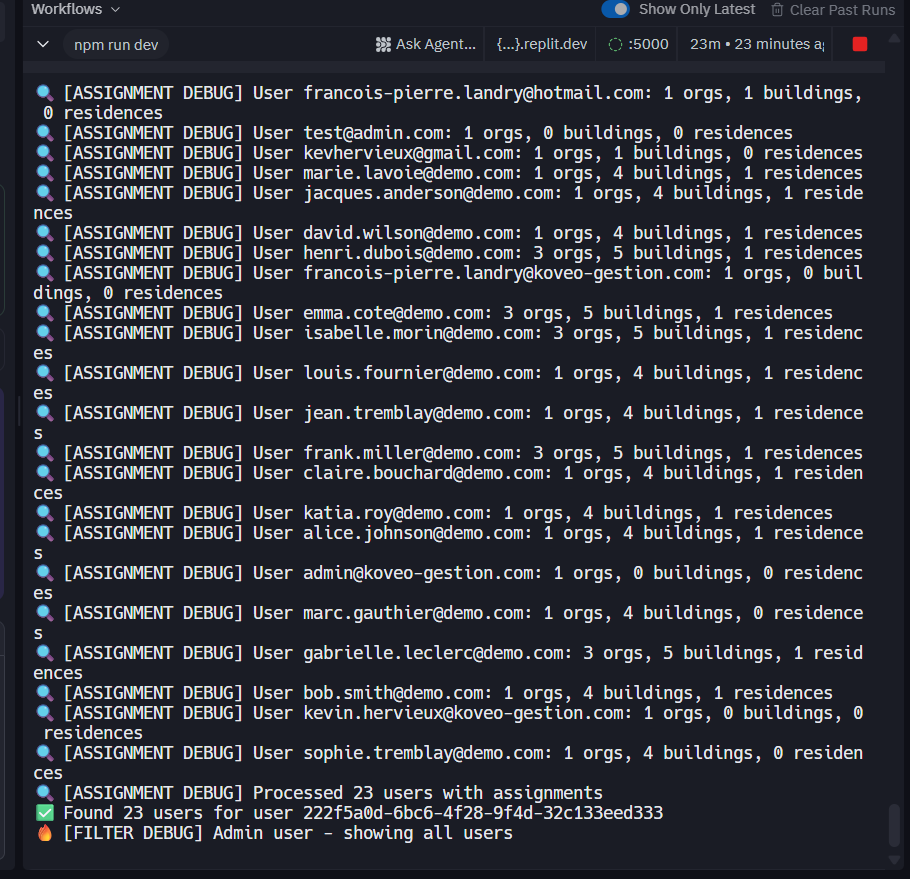 Workflows
Show Only Latest
Clear Past Runs
npm run dev
Ask Agent...
{...}.replit.dev
:5000
23m • 23 minutes a
[ASSIGNMENT DEBUG] User francois-pierre.landry@hotmail.com: 1 orgs, 1 buildings,
0 residences
[ASSIGNMENT DEBUG] User test@admin.com: 1 orgs, 0 buildings, 0 residences
[ASSIGNMENT DEBUG] User kevhervieux@gmail.com: 1 orgs, 1 buildings, 0 residences
[ASSIGNMENT DEBUG] User marie.lavoie@demo.com: 1 orgs, 4 buildings, 1 residences
[ASSIGNMENT DEBUG] User jacques.anderson@demo.com: 1 orgs, 4 buildings, 1 reside
nces
[ASSIGNMENT DEBUG] User david.wilson@demo.com: 1 orgs, 4 buildings, 1 residences
[ASSIGNMENT DEBUG] User henri.dubois@demo.com: 3 orgs, 5 buildings, 1 residences
[ASSIGNMENT DEBUG] User francois-pierre.landry@koveo-gestion.com: 1 orgs, 0 buil
dings, 0 residences
[ASSIGNMENT DEBUG] User emma.cote@demo.com: 3 orgs, 5 buildings, 1 residences
[ASSIGNMENT DEBUG] User isabelle.morin@demo.com: 3 orgs, 5 buildings, 1 residenc
es
[ASSIGNMENT DEBUG] User louis.fournier@demo.com: 1 orgs, 4 buildings, 1 residenc
es
[ASSIGNMENT DEBUG] User jean.tremblay@demo.com: 1 orgs, 4 buildings, 1 residence
s
[ASSIGNMENT DEBUG] User frank.miller@demo.com: 3 orgs, 5 buildings, 1 residences
[ASSIGNMENT DEBUG] User claire.bouchard@demo.com: 1 orgs, 4 buildings, 1 residen
ces
[ASSIGNMENT DEBUG] User katia.roy@demo.com: 1 orgs, 4 buildings, 1 residences
[ASSIGNMENT DEBUG] User alice.johnson@demo.com: 1 orgs, 4 buildings, 1 residence
s
[ASSIGNMENT DEBUG] User admin@koveo-gestion.com: 1 orgs, 0 buildings, 0 residenc
es
[ASSIGNMENT DEBUG] User marc.gauthier@demo.com: 1 orgs, 4 buildings, 0 residence
s
[ASSIGNMENT DEBUG] User gabrielle.leclerc@demo.com: 3 orgs, 5 buildings, 1 resid
ences
[ASSIGNMENT DEBUG] User bob.smith@demo.com: 1 orgs, 4 buildings, 1 residences
[ASSIGNMENT DEBUG] User kevin.hervieux@koveo-gestion.com: 1 orgs, 0 buildings, 0
residences
[ASSIGNMENT DEBUG] User sophie.tremblay@demo.com: 1 orgs, 4 buildings, 0 residen
ces
[ASSIGNMENT DEBUG] Processed 23 users with assignments
Found 23 users for user 222f5a0d-6bc6-4f28-9f4d-32c133eed333
[FILTER DEBUG] Admin user - showing all users